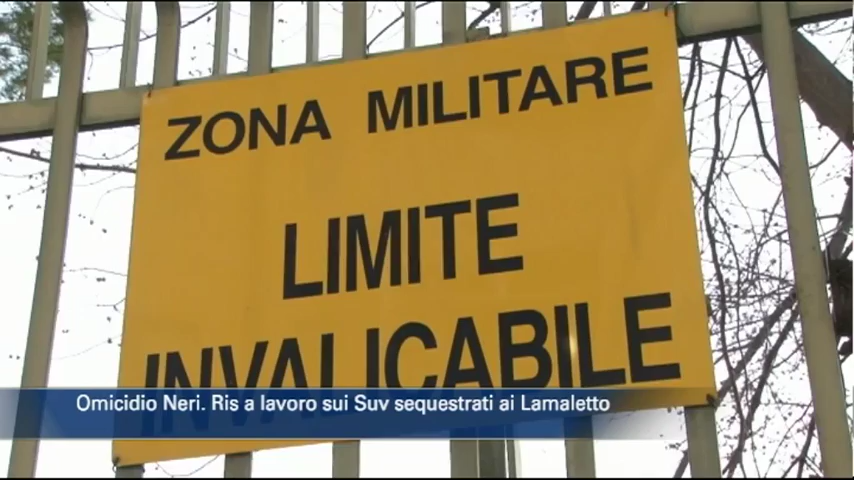 ZONA MILITARE
LIMITE
INVALICABILE
Omicidio Neri. Ris a lavoro sui Suv sequestrati ai Lamaletto